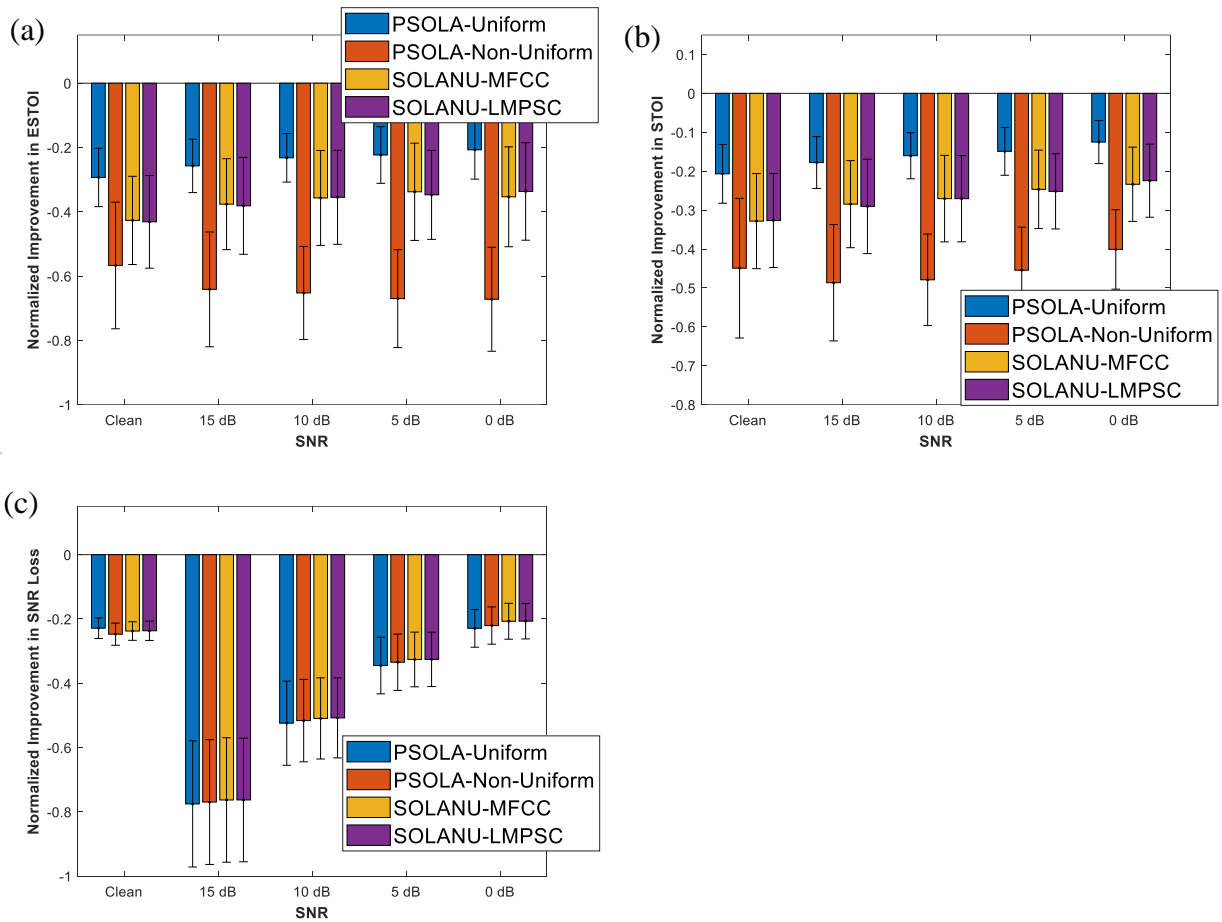 (a)
PSOLA-Uniform
PSOLA-Non-Uniform
SOLANU-MFCC
SOLANU-LMPSC
Normalized Improvement in ESTOI
0
-0.2
-0.4
-0.6
-0.8
-1
Clean
15 dB
10 dB
5 dB
0 dB
SNR
(b)
Normalized Improvement in STOI
0.1
0
-0.1
-0.2
-0.3
-0.4
-0.5
-0.6
-0.7
-0.8
PSOLA-Uniform
PSOLA-Non-Uniform
SOLANU-MFCC
SOLANU-LMPSC
Clean
15 dB
10 dB
5 dB
0 dB
SNR
(c)
Normalized Improvement in SNR Loss
0
-0.2
-0.4
-0.6
-0.8
-1
PSOLA-Uniform
PSOLA-Non-Uniform
SOLANU-MFCC
SOLANU-LMPSC
Clean
15 dB
10 dB
5 dB
0 dB
SNR